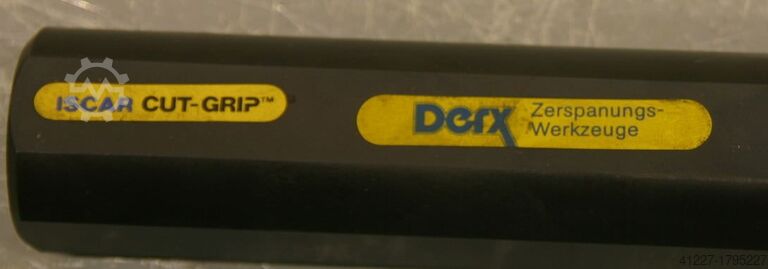 ISCAR CUT-GRIP™
Derx Zerspanungs-
Werkzeuge
41227-1795227